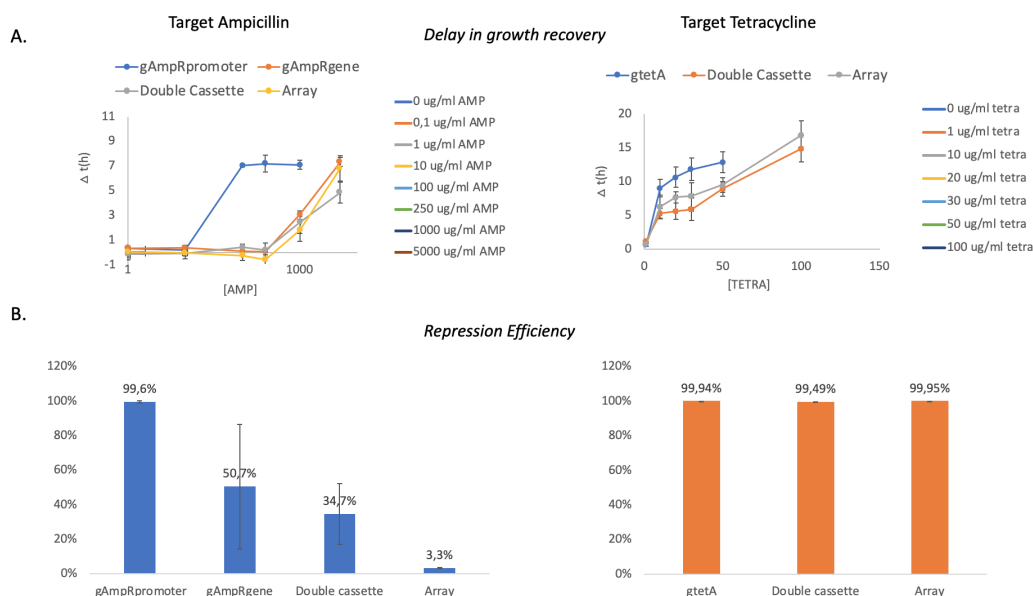 Target Ampicillin
Target Tetracycline
A.
Delay in growth recovery
gAmpRpromoter
gAmpRgene
Double Cassette
Array
11
9
7
5
3
1
-1
Δ t(h)
1
1000
[AMP]
0 ug/ml AMP
0,1 ug/ml AMP
1 ug/ml AMP
10 ug/ml AMP
100 ug/ml AMP
250 ug/ml AMP
1000 ug/ml AMP
5000 ug/ml AMP
gtetA
Double Cassette
Array
20
15
10
5
0
Δ t(h)
0
50
100
150
[TETRA]
0 ug/ml tetra
1 ug/ml tetra
10 ug/ml tetra
20 ug/ml tetra
30 ug/ml tetra
50 ug/ml tetra
100 ug/ml tetra
B.
Repression Efficiency
120%
100%
80%
60%
40%
20%
0%
99,6%
50,7%
34,7%
3,3%
gAmpRpromoter
gAmpRgene
Double cassette
Array
120%
100%
80%
60%
40%
20%
0%
99,94%
99,49%
99,95%
gtetA
Double cassette
Array